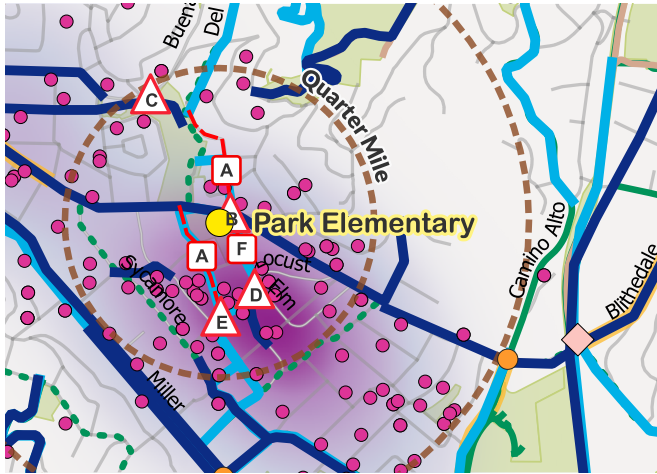 Buena
Del
C
Quarter Mile
A
B
Park Elementary
F
A
Locust
Sycamore
Elm
D
E
Camino Alto
Blithedale
Miller